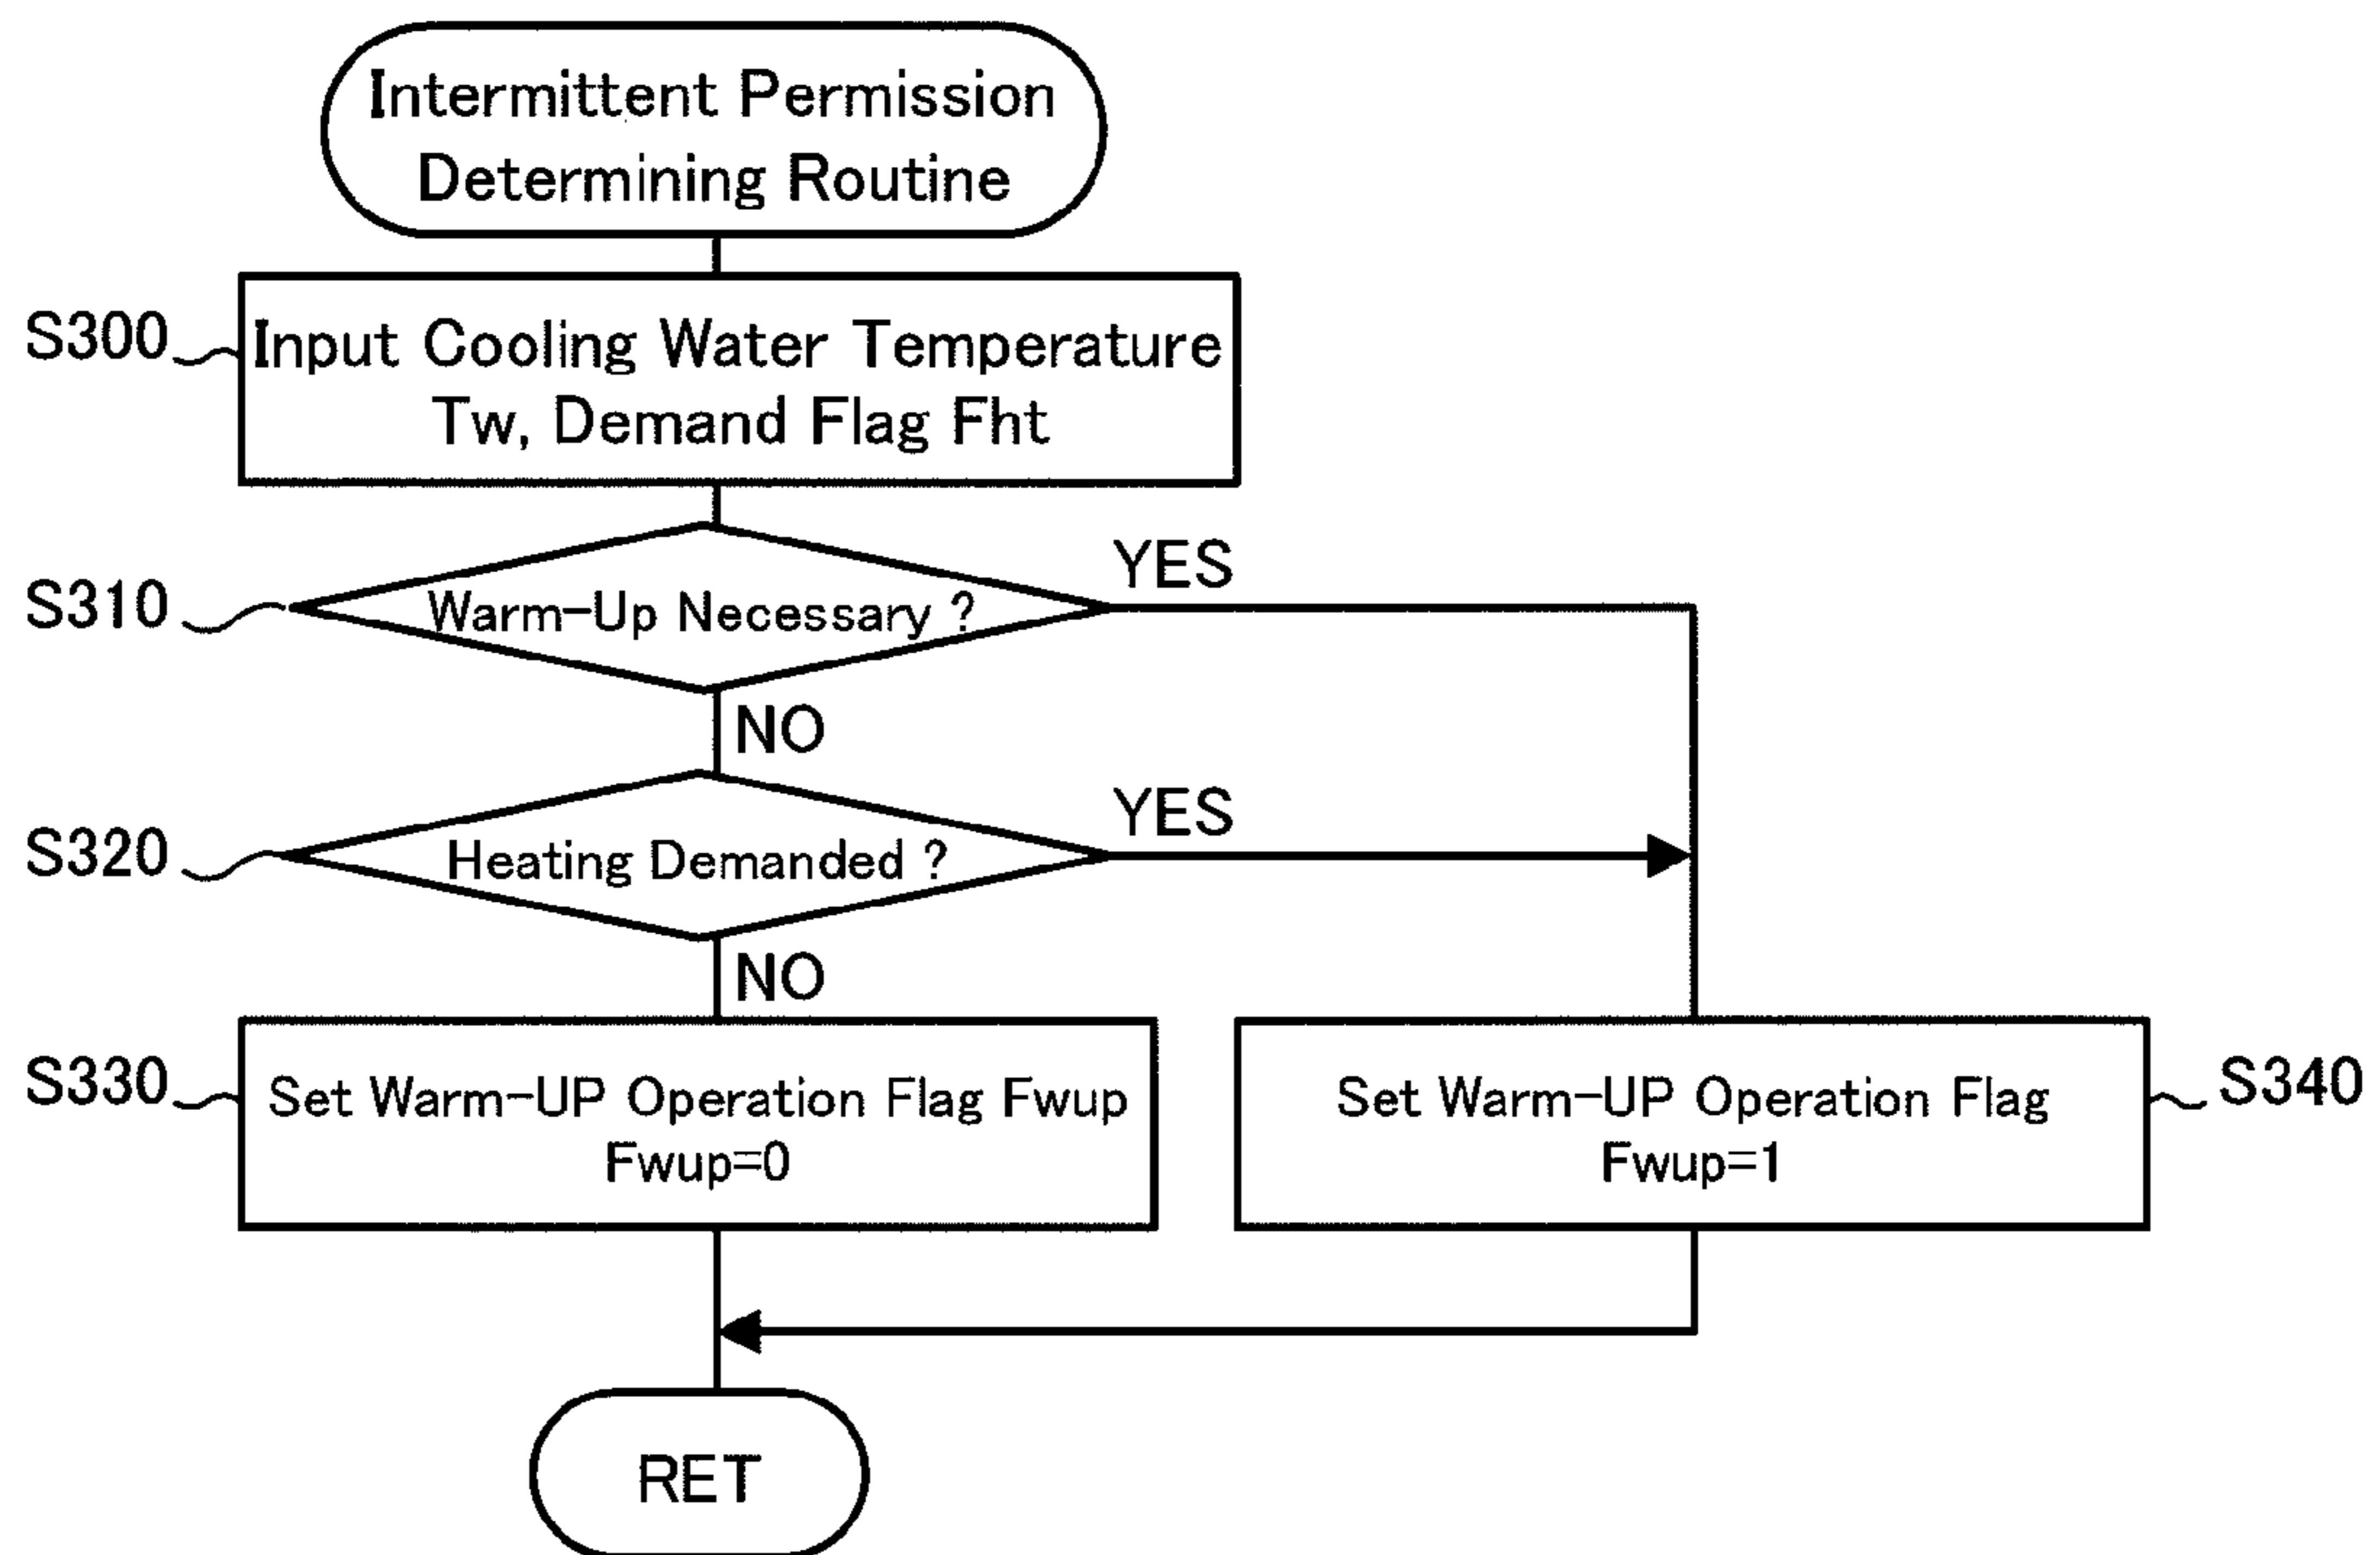 Intermittent Permission
Determining Routine
S300
Input Cooling Water Temperature
Tw, Demand Flag Fht
S310
Warm-Up Necessary ?
YES
NO
S320
Heating Demanded ?
YES
NO
S330
Set Warm-UP Operation Flag Fwup
Fwup=0
Set Warm-UP Operation Flag
Fwup=1
S340
RET